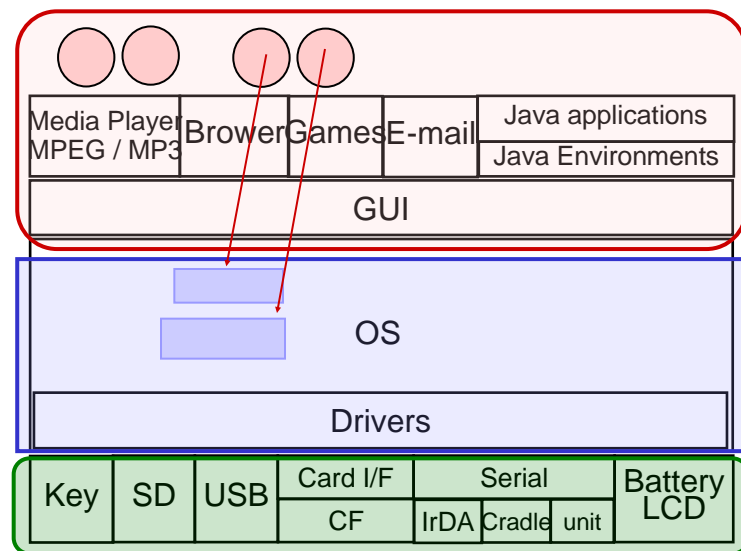 Media Player
MPEG / MP3
Brower
Games
E-mail
Java applications
Java Environments
GUI
OS
Drivers
Key
SD
USB
Card I/F
CF
Serial
IrDA
Cradle
unit
Battery
LCD